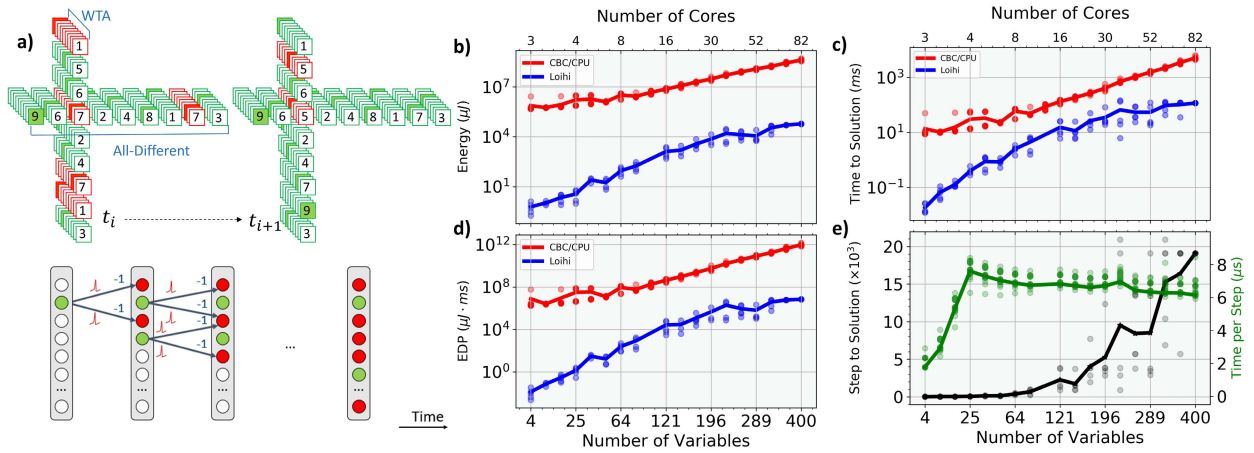 a)
WTA
1
5
6
9 6 7 2 4 8 1 7 3
All-Different
2
4
7
1
3
t_i
1
5
6
9 6 5 2 4 8 1 7 3
2
4
7
9
3
t_{i+1}
-1 -1
-1 -1
-1
...
... ... ... ...
Time
b)
Number of Cores
3 4 8 16 30 52 82
CBC/CPU
Loihi
Energy (μJ)
10^7
10^4
10^1
c)
Number of Cores
3 4 8 16 30 52 82
CBC/CPU
Loihi
Time to Solution (ms)
10^3
10^1
10^-1
d)
CBC/CPU
Loihi
EDP (μJ · ms)
10^12
10^8
10^4
10^0
4 25 64 121 196 289 400
Number of Variables
e)
Step to Solution (×10^3)
20
15
10
5
0
Time per Step (μs)
8
6
4
2
0
4 25 64 121 196 289 400
Number of Variables